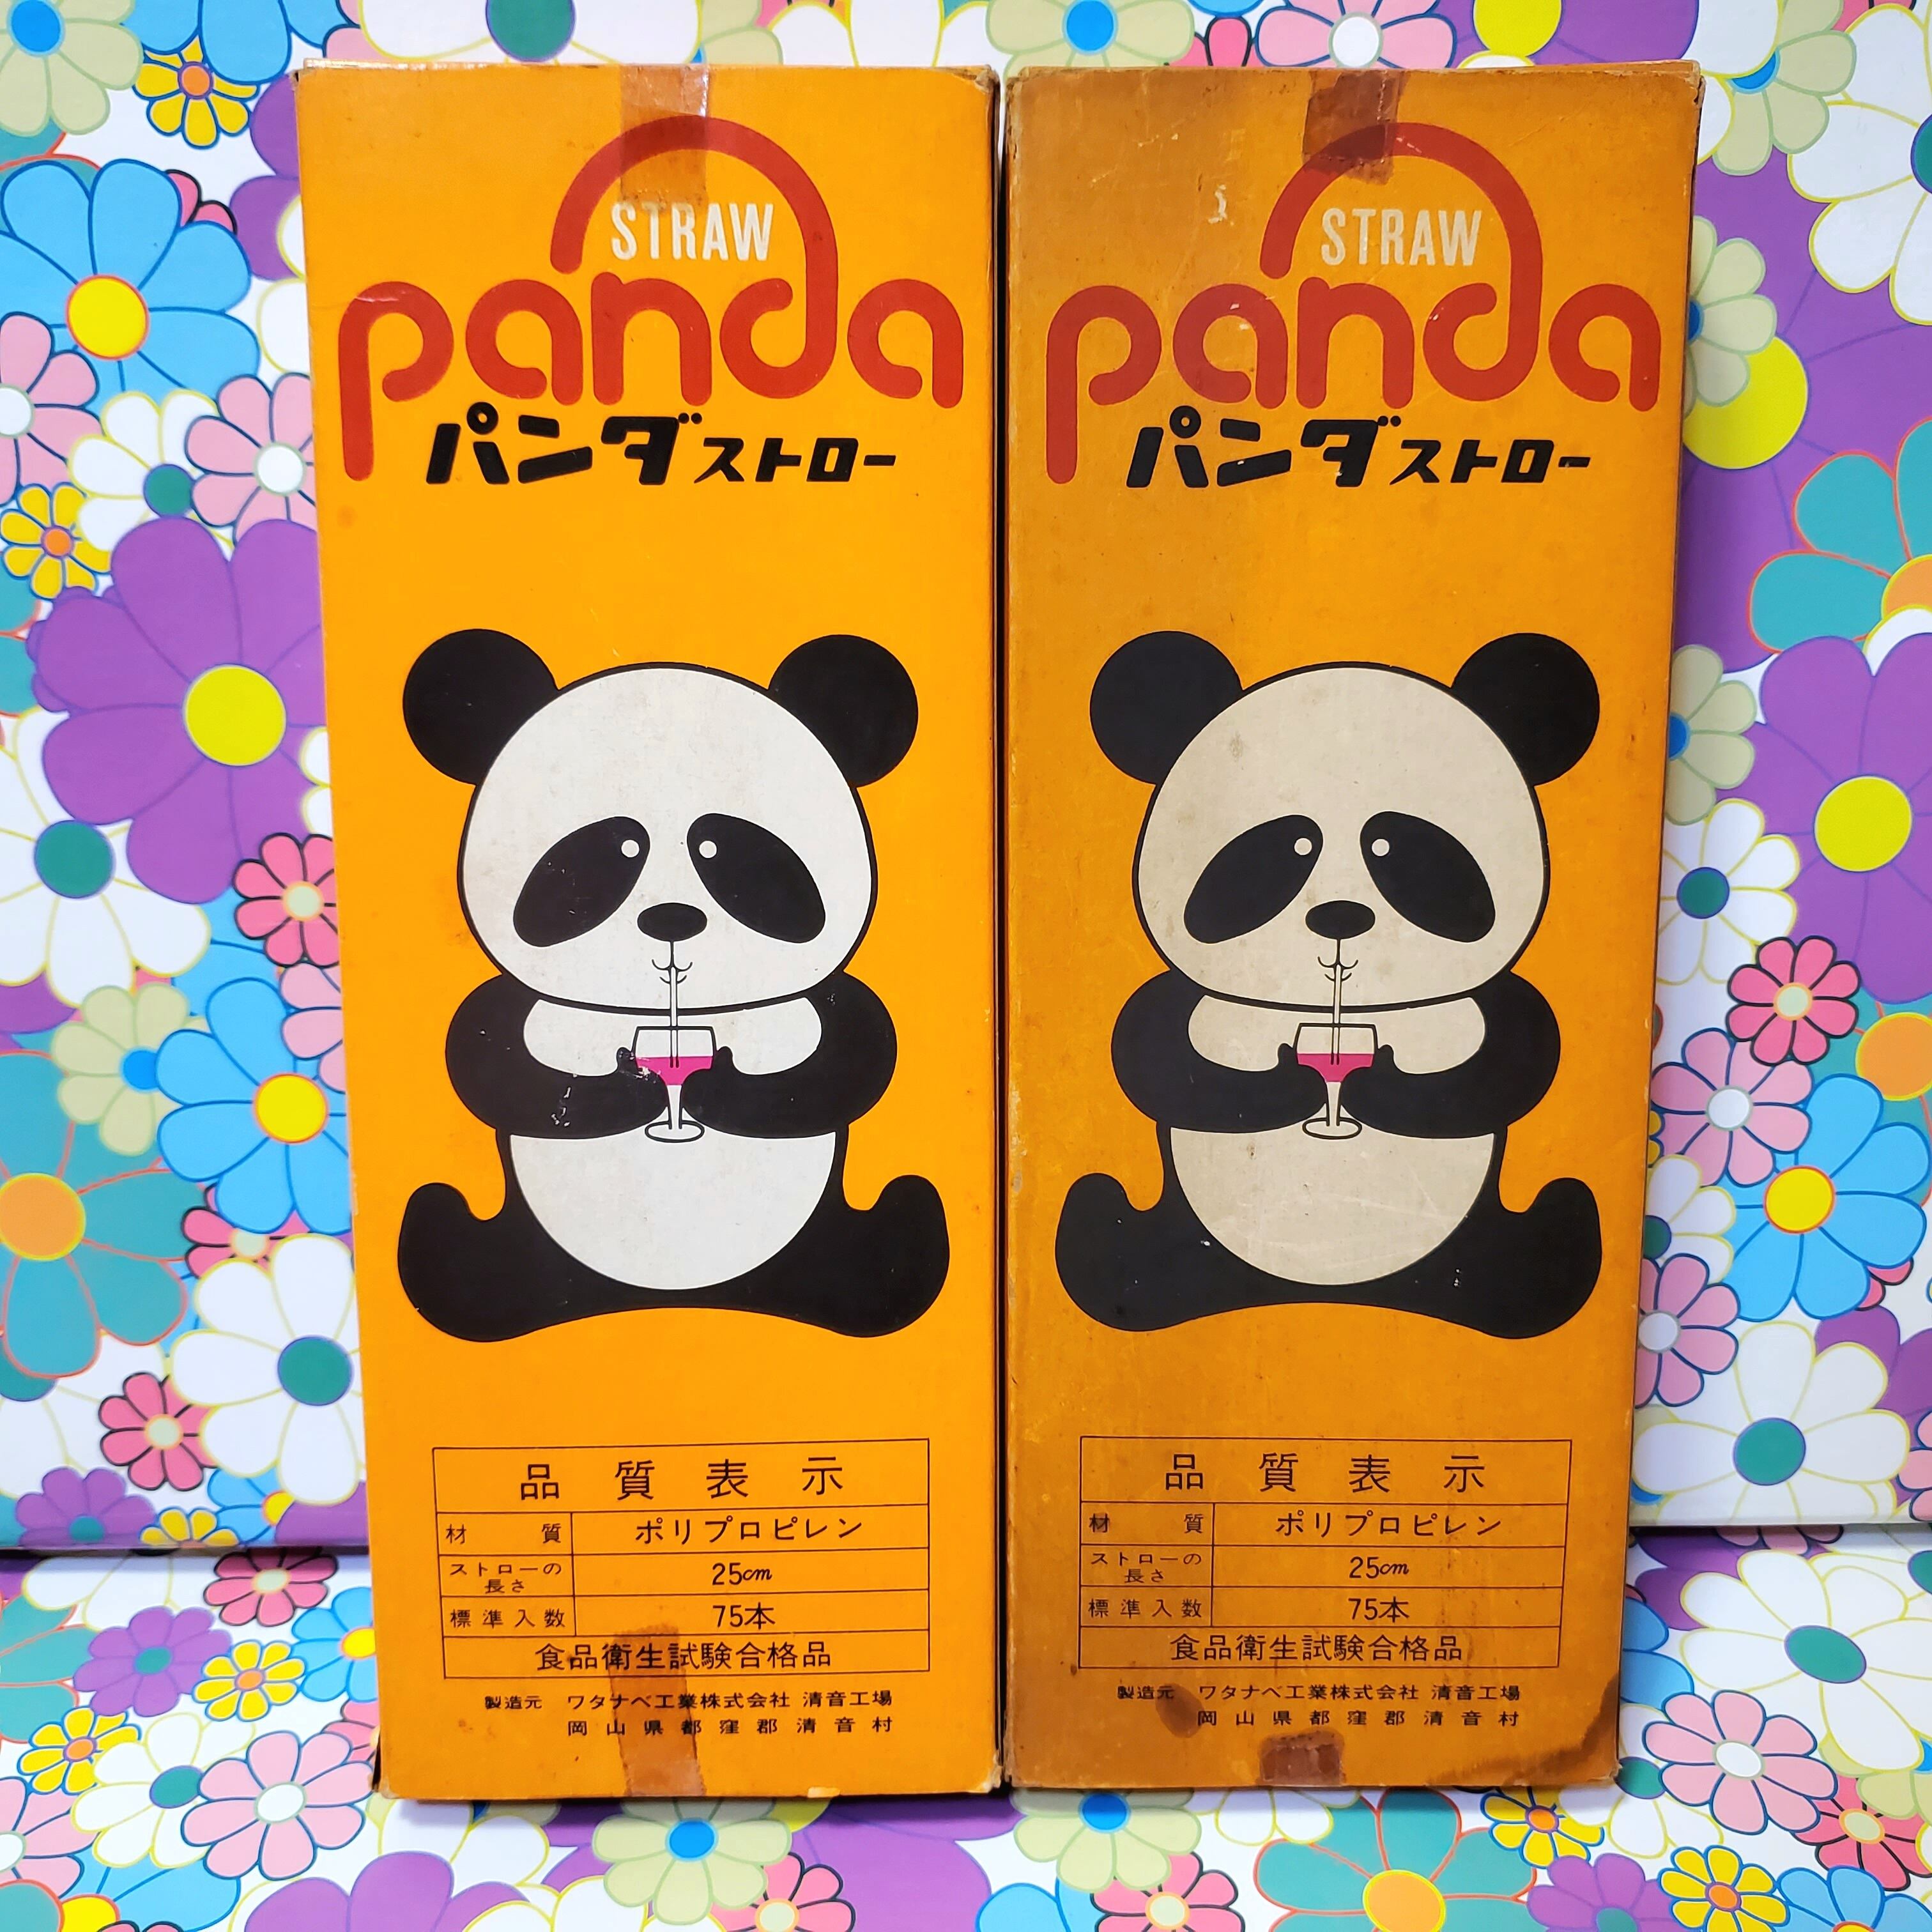 STRAW
panda
パンダストロー
品質表示
材質 ポリプロピレン
ストローの長さ 25cm
標準入数 75本
食品衛生試験合格品
製造元 ワタナベ工業株式会社 清音工場
岡山県都窪郡清音村
STRAW
panda
パンダストロー
品質表示
材質 ポリプロピレン
ストローの長さ 25cm
標準入数 75本
食品衛生試験合格品
製造元 ワタナベ工業株式会社 清音工場
岡山県都窪郡清音村